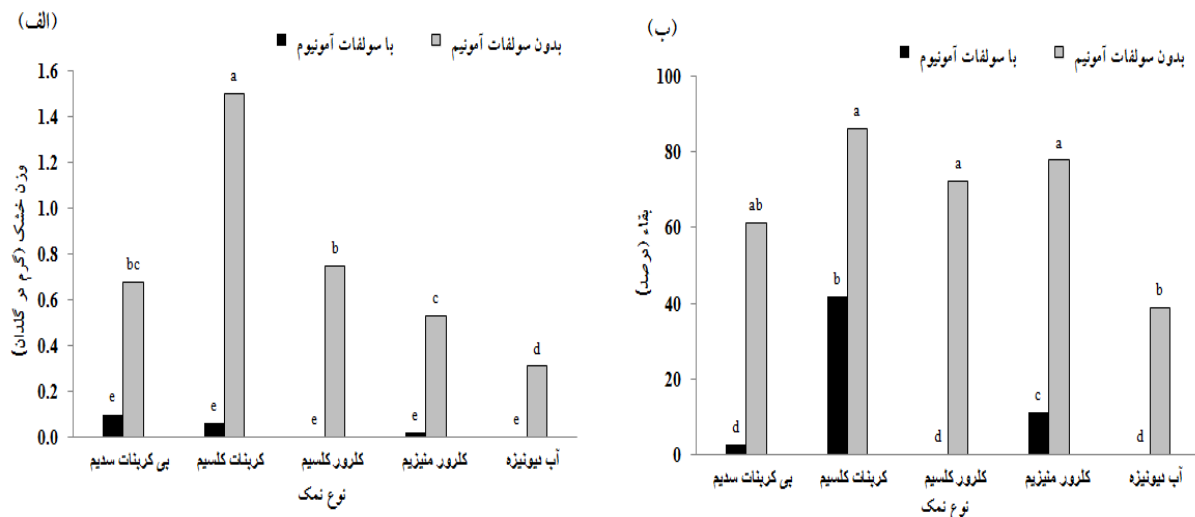 (الف)
با سولفات آمونیوم
بدون سولفات آمونیم
1.6
1.4
1.2
1.0
0.8
0.6
0.4
0.2
0.0
وزن خشک (گرم در گلدان)
e bc
e a
e b
e c
e d
بی کربنات سدیم
کربنات کلسیم
کلرور کلسیم
کلرور منیزیم
آب دیونیزه
نوع نمک
(ب)
با سولفات آمونیوم
بدون سولفات آمونیم
100
80
60
40
20
0
بقاء (درصد)
d ab
b a
d a
c a
d b
بی کربنات سدیم
کربنات کلسیم
کلرور کلسیم
کلرور منیزیم
آب دیونیزه
نوع نمک